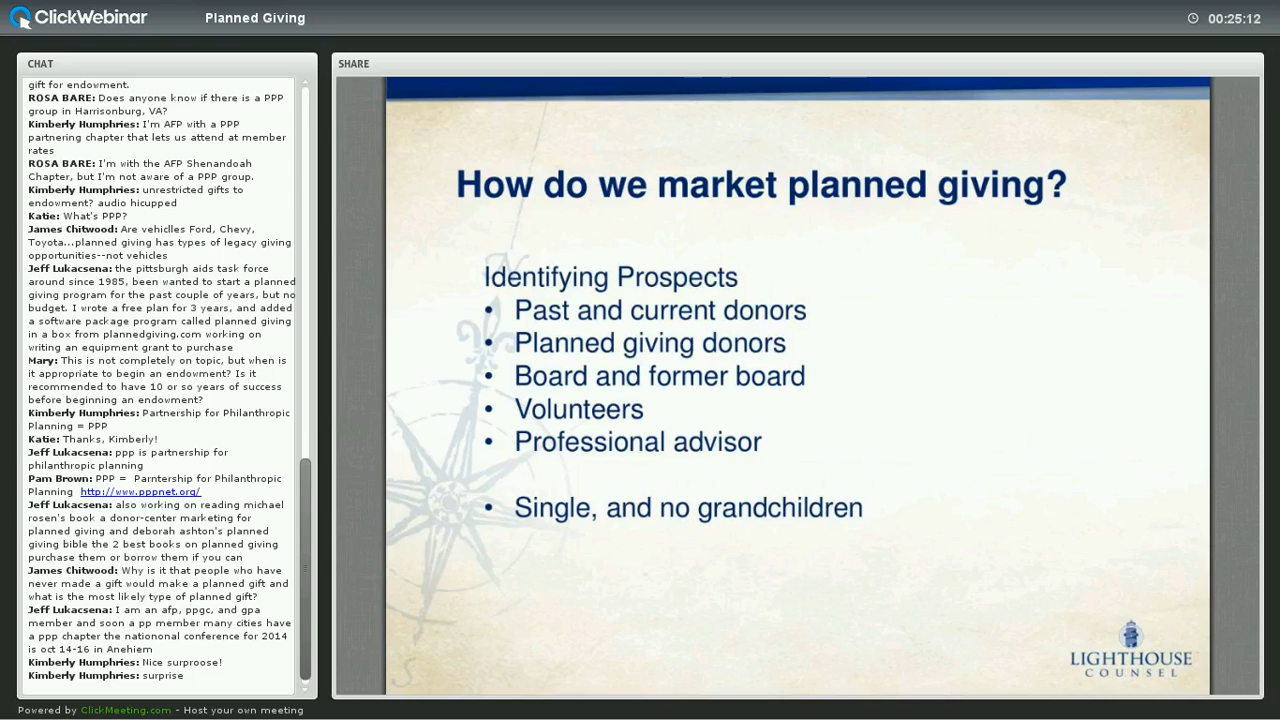 ClickWebinar
Planned Giving
00:25:12
CHAT
gift for endowment.
ROSA BARE: Does anyone know if there is a PPP
group in Harrisonburg, VA?
Kimberly Humphries: I'm AFP with a PPP
partnering chapter that lets us attend at member
rates
ROSA BARE: I'm with the AFP Shenandoah
Chapter, but I'm not aware of a PPP group.
Kimberly Humphries: unrestricted gifts to
endowment? audio hicupped
Katie: What's PPP?
James Chitwood: Are vehiclles Ford, Chevy,
Toyota...planned giving has types of legacy giving
opportunities--not vehicles
Jeff Lukacsena: the pittsburgh aids task force
around since 1985, been wanted to start a planned
giving program for the past couple of years, but no
budget. I wrote a free plan for 3 years, and added
a software package program called planned giving
in a box from plannedgiving.com working on
writing an equipment grant to purchase
Mary: This is not completely on topic, but when is
it appropriate to begin an endowment? Is it
recommended to have 10 or so years of success
before beginning an endowment?
Kimberly Humphries: Partnership for Philanthropic
Planning = PPP
Katie: Thanks, Kimberly!
Jeff Lukacsena: ppp is partnership for
philanthropic planning
Pam Brown: PPP = Parntership for Philanthropic
Planning http://www.pppnet.org/
Jeff Lukacsena: also working on reading michael
rosen's book a donor-center marketing for
planned giving and deborah ashton's planned
giving bible the 2 best books on planned giving
purchase them or borrow them if you can
James Chitwood: Why is it that people who have
never made a gift would make a planned gift and
what is the most likely type of planned gift?
Jeff Lukacsena: I am an afp, ppgc, and gpa
member and soon a pp member many cities have
a ppp chapter the nationonal conference for 2014
is oct 14-16 in Anehiem
Kimberly Humphries: Nice surproose!
Kimberly Humphries: surprise
SHARE
How do we market planned giving?
Identifying Prospects
• Past and current donors
• Planned giving donors
• Board and former board
• Volunteers
• Professional advisor
• Single, and no grandchildren
LIGHTHOUSE
COUNSEL
Powered by ClickMeeting.com - Host your own meeting